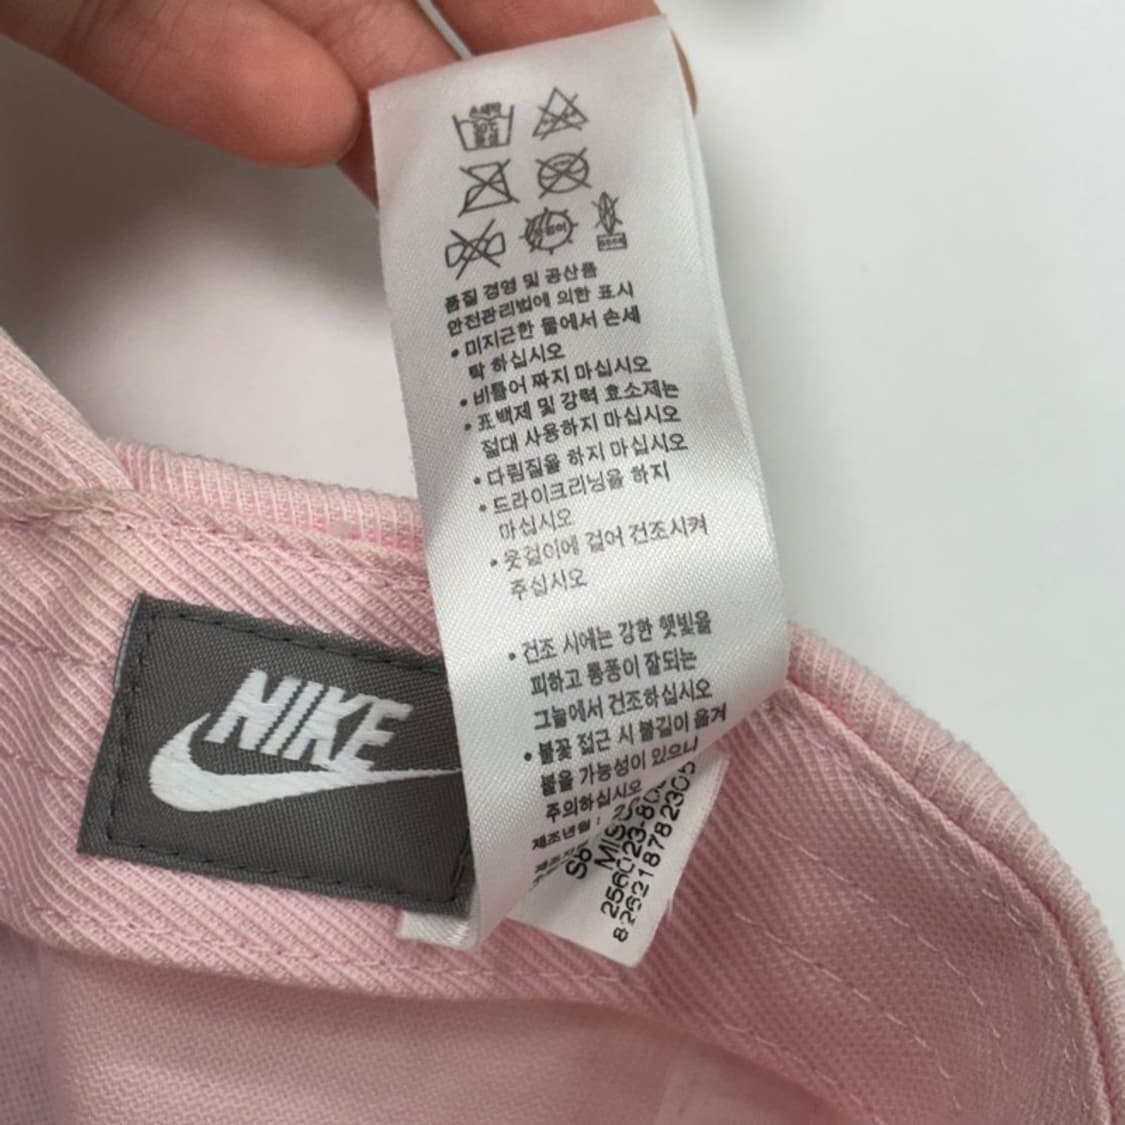 품질 경영 및 공산품
안전관리법에 의한 표시
• 미지근한 물에서 손세
탁 하십시오
• 비틀어 짜지 마십시오
• 표백제 및 강력 효소제는
절대 사용하지 마십시오
• 다림질을 하지 마십시오
• 드라이크리닝을 하지
마십시오
• 옷걸이에 걸어 건조시켜
주십시오
• 건조 시에는 강한 햇빛을
피하고 통풍이 잘되는
그늘에서 건조하십시오
• 불꽃 접근 시 불길이 옮겨
붙을 가능성이 있으니
주의하십시오
제조년월 :
NIKE
256023-60